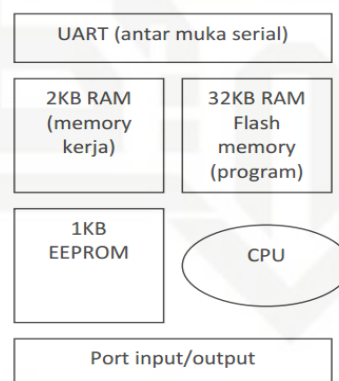 UART (antar muka serial)
2KB RAM
(memory
kerja)
32KB RAM
Flash
memory
(program)
1KB
EEPROM
CPU
Port input/output